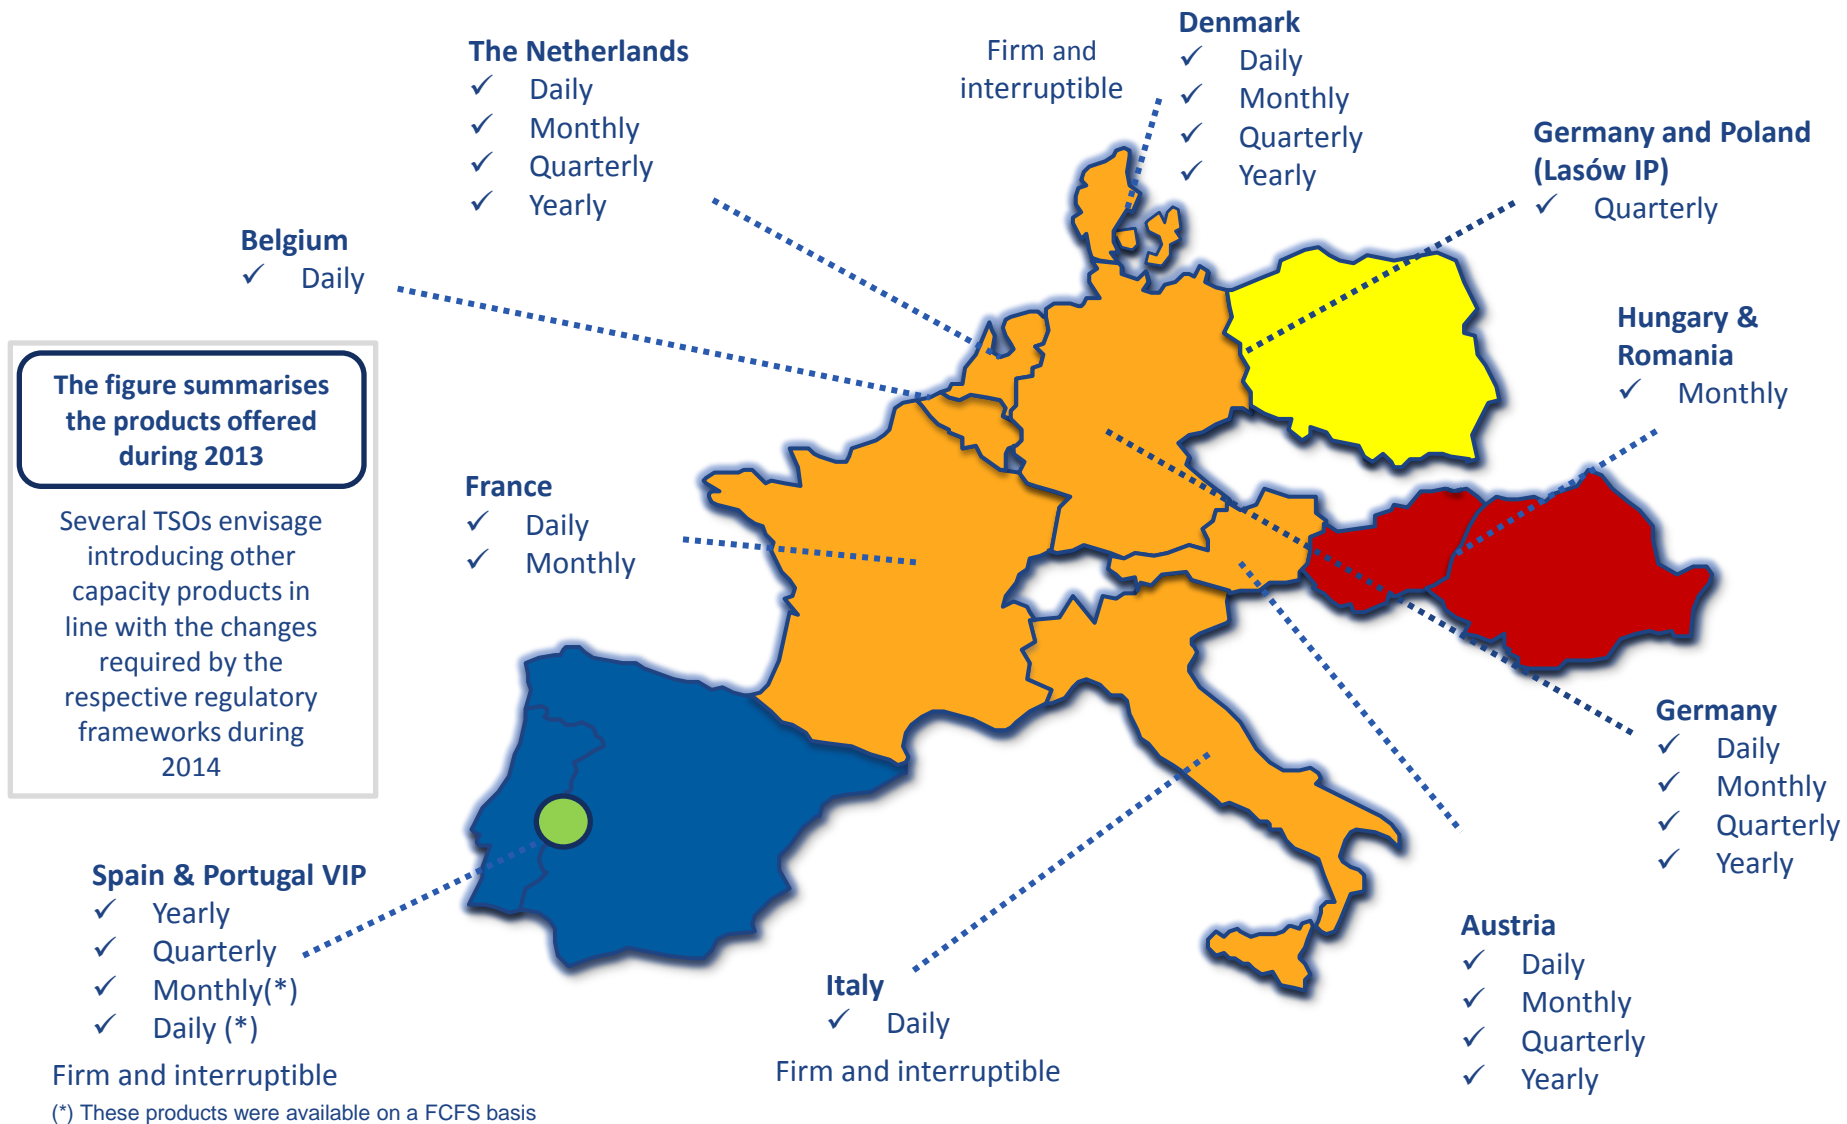 Denmark
✓ Daily
✓ Monthly
✓ Quarterly
✓ Yearly
Firm and
interruptible
The Netherlands
✓ Daily
✓ Monthly
✓ Quarterly
✓ Yearly
Germany and Poland
(Lasów IP)
✓ Quarterly
Belgium
✓ Daily
Hungary &
Romania
✓ Monthly
The figure summarises
the products offered
during 2013
Several TSOs envisage
introducing other
capacity products in
line with the changes
required by the
respective regulatory
frameworks during
2014
France
✓ Daily
✓ Monthly
Germany
✓ Daily
✓ Monthly
✓ Quarterly
✓ Yearly
Spain & Portugal VIP
✓ Yearly
✓ Quarterly
✓ Monthly(*)
✓ Daily (*)
Firm and interruptible
(*) These products were available on a FCFS basis
Italy
✓ Daily
Firm and interruptible
Austria
✓ Daily
✓ Monthly
✓ Quarterly
✓ Yearly